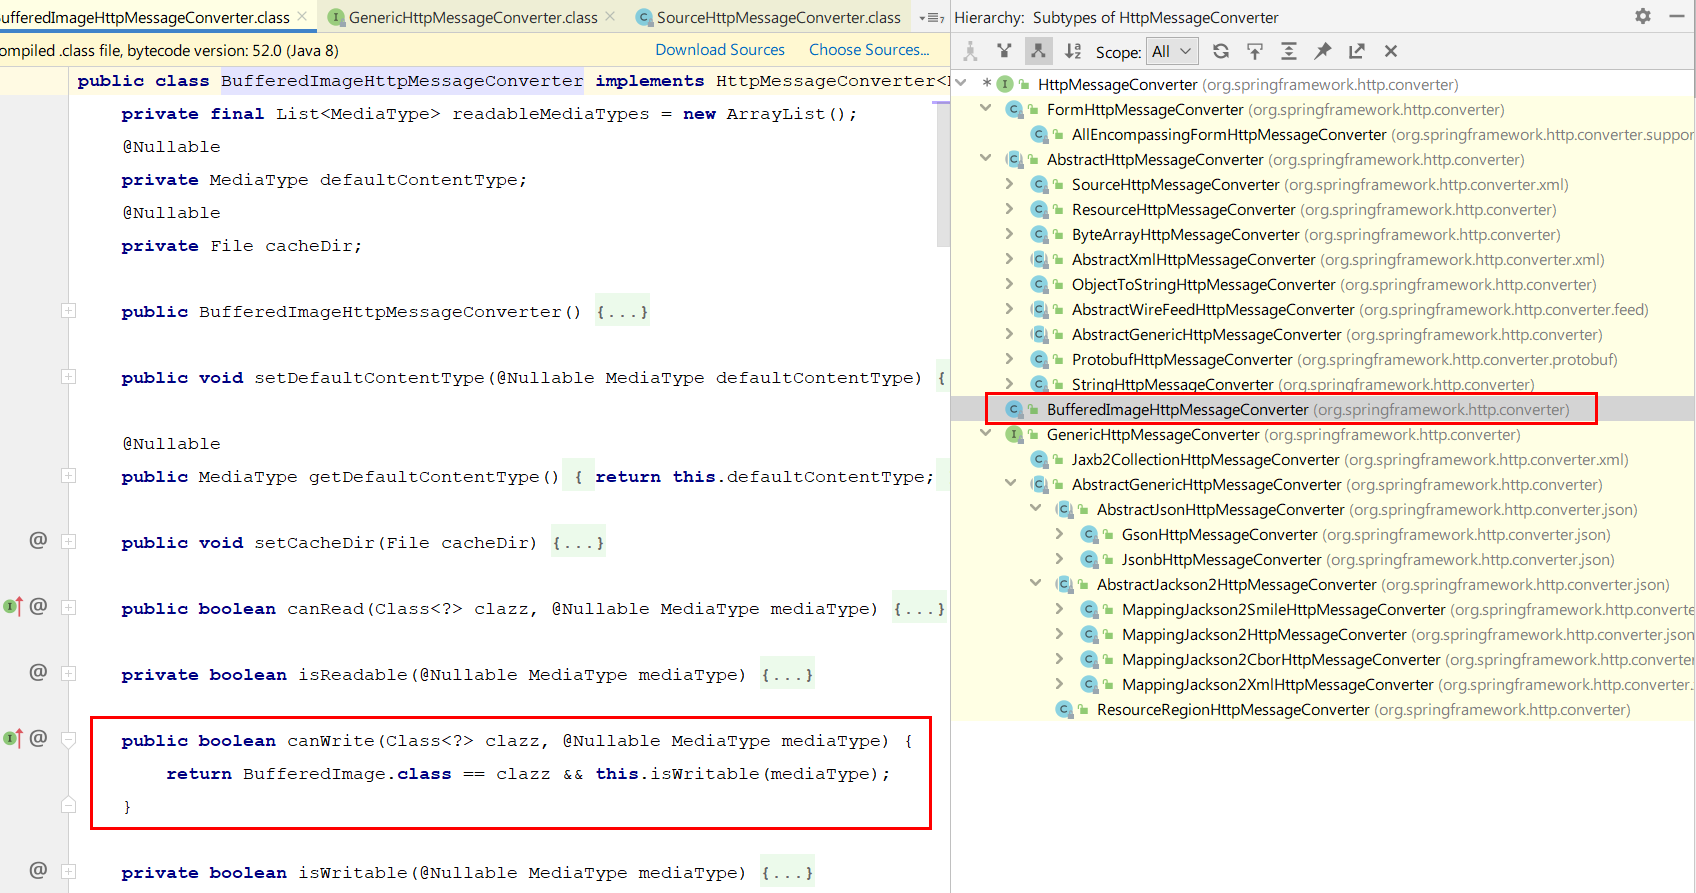 BufferedImageHttpMessageConverter.class
GenericHttpMessageConverter.class
SourceHttpMessageConverter.class
7
ompiled .class file, bytecode version: 52.0 (Java 8)
Download Sources
Choose Sources...
public class BufferedImageHttpMessageConverter implements HttpMessageConverter<
private final List<MediaType> readableMediaTypes = new ArrayList();
@Nullable
private MediaType defaultContentType;
@Nullable
private File cacheDir;
public BufferedImageHttpMessageConverter() {...}
public void setDefaultContentType(@Nullable MediaType defaultContentType) {
@Nullable
public MediaType getDefaultContentType() { return this.defaultContentType;
public void setCacheDir(File cacheDir) {...}
public boolean canRead(Class<?> clazz, @Nullable MediaType mediaType) {...}
private boolean isReadable(@Nullable MediaType mediaType) {...}
public boolean canWrite(Class<?> clazz, @Nullable MediaType mediaType) {
return BufferedImage.class == clazz && this.isWritable(mediaType);
}
private boolean isWritable(@Nullable MediaType mediaType) {...}
Hierarchy: Subtypes of HttpMessageConverter
Scope: All
* HttpMessageConverter (org.springframework.http.converter)
FormHttpMessageConverter (org.springframework.http.converter)
AllEncompassingFormHttpMessageConverter (org.springframework.http.converter.suppor
AbstractHttpMessageConverter (org.springframework.http.converter)
SourceHttpMessageConverter (org.springframework.http.converter.xml)
ResourceHttpMessageConverter (org.springframework.http.converter)
ByteArrayHttpMessageConverter (org.springframework.http.converter)
AbstractXmlHttpMessageConverter (org.springframework.http.converter.xml)
ObjectToStringHttpMessageConverter (org.springframework.http.converter)
AbstractWireFeedHttpMessageConverter (org.springframework.http.converter.feed)
AbstractGenericHttpMessageConverter (org.springframework.http.converter)
ProtobufHttpMessageConverter (org.springframework.http.converter.protobuf)
StringHttpMessageConverter (org.springframework.http.converter)
BufferedImageHttpMessageConverter (org.springframework.http.converter)
GenericHttpMessageConverter (org.springframework.http.converter)
Jaxb2CollectionHttpMessageConverter (org.springframework.http.converter.xml)
AbstractGenericHttpMessageConverter (org.springframework.http.converter)
AbstractJsonHttpMessageConverter (org.springframework.http.converter.json)
GsonHttpMessageConverter (org.springframework.http.converter.json)
JsonbHttpMessageConverter (org.springframework.http.converter.json)
AbstractJackson2HttpMessageConverter (org.springframework.http.converter.json)
MappingJackson2SmileHttpMessageConverter (org.springframework.http.converte
MappingJackson2HttpMessageConverter (org.springframework.http.converter.json
MappingJackson2CborHttpMessageConverter (org.springframework.http.converter
MappingJackson2XmlHttpMessageConverter (org.springframework.http.converter.
ResourceRegionHttpMessageConverter (org.springframework.http.converter)